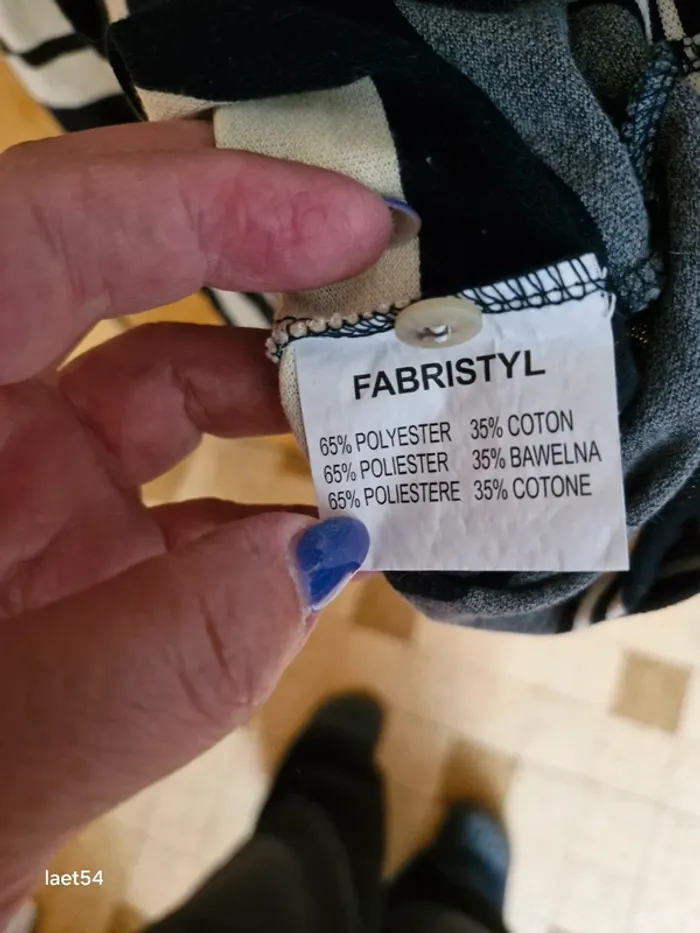 FABRISTYL
65% POLYESTER 35% COTON
65% POLIESTER 35% BAWELNA
65% POLIESTERE 35% COTONE
laet54